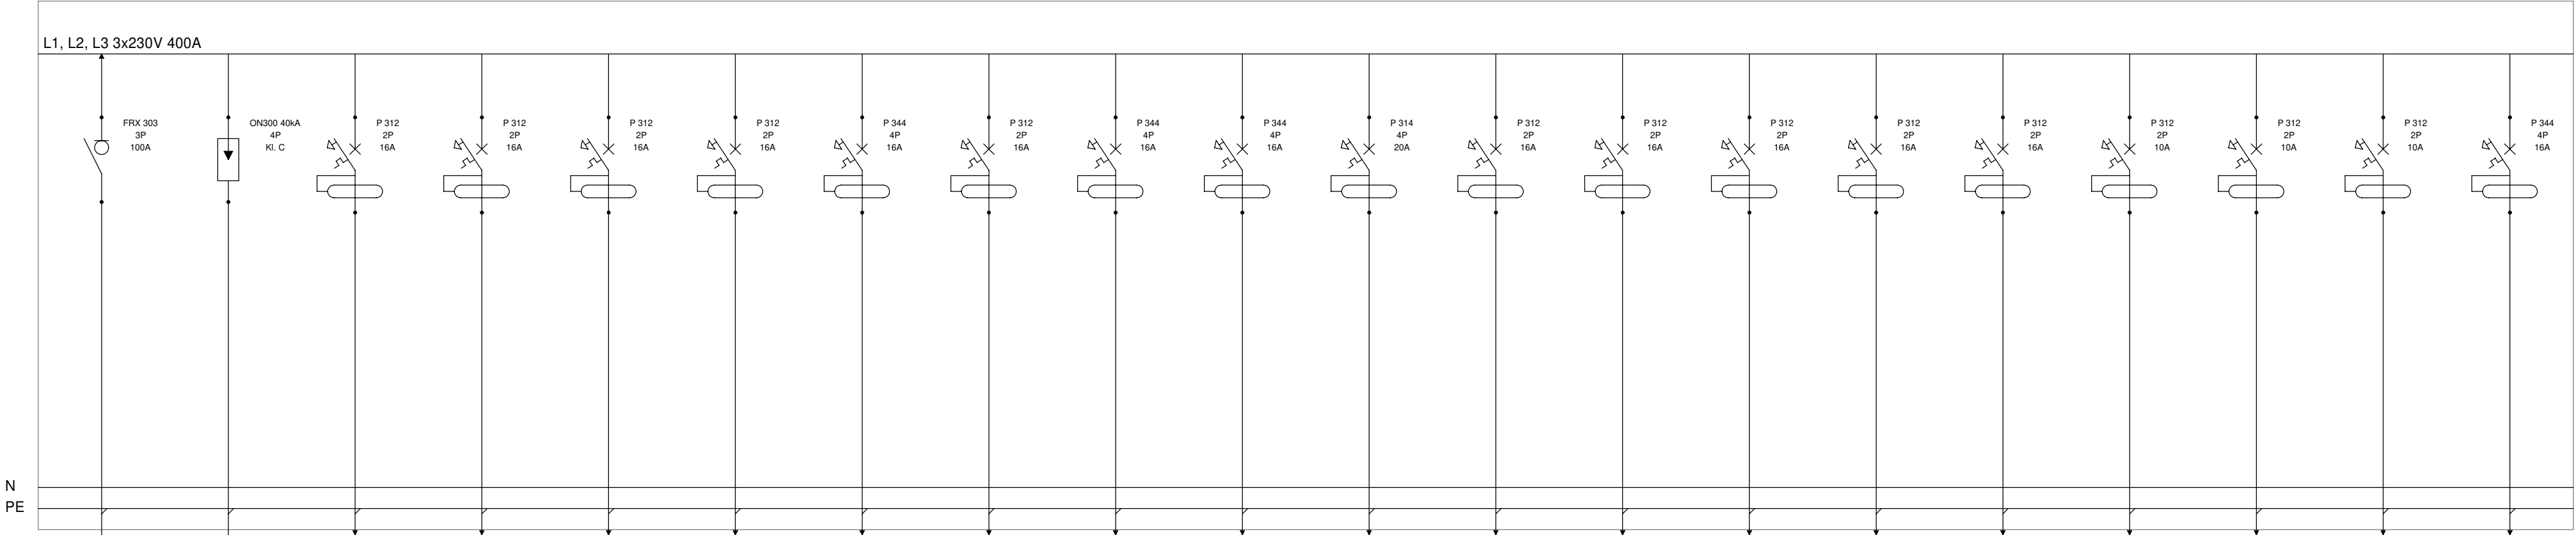 L1, L2, L3 3x230V 400A
FRX 303
3P
100A
ON300 40kA
4P
Kl. C
P 312
2P
16A
P 312
2P
16A
P 312
2P
16A
P 312
2P
16A
P 344
4P
16A
P 312
2P
16A
P 344
4P
16A
P 344
4P
16A
P 314
4P
20A
P 312
2P
16A
P 312
2P
16A
P 312
2P
16A
P 312
2P
16A
P 312
2P
16A
P 312
2P
10A
P 312
2P
10A
P 312
2P
10A
P 344
4P
16A
N
PE